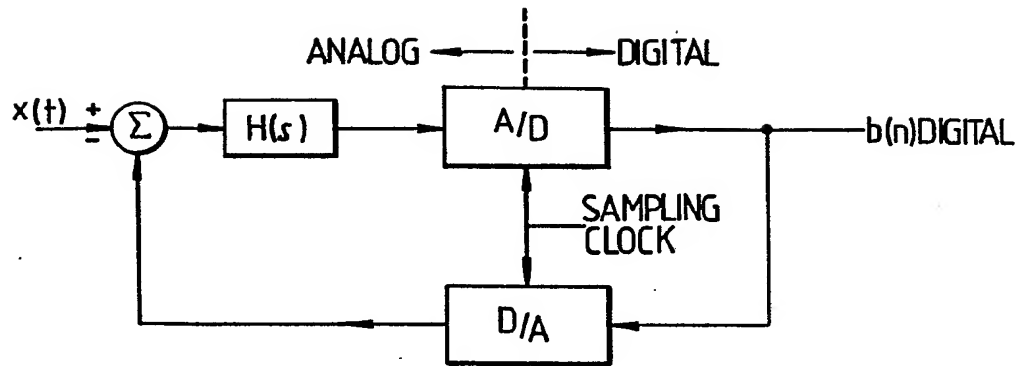 ANALOG
DIGITAL
x(t)
+
−
Σ
H(s)
A/D
b(n)DIGITAL
SAMPLING
CLOCK
D/A